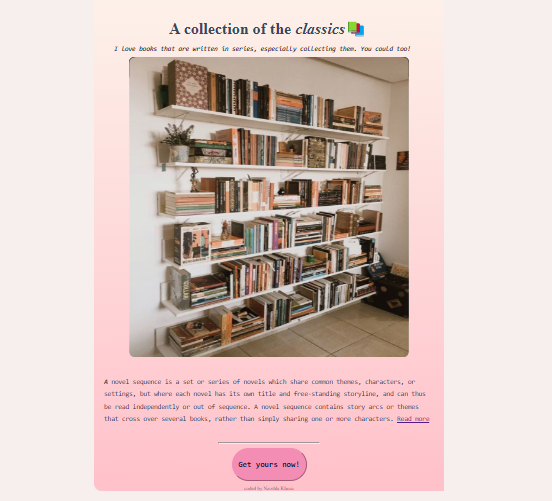 A collection of the classics
I love books that are written in series, especially collecting them. You could too!
A novel sequence is a set or series of novels which share common themes, characters, or
settings, but where each novel has its own title and free-standing storyline, and can thus
be read independently or out of sequence. A novel sequence contains story arcs or themes
that cross over several books, rather than simply sharing one or more characters. Read more
Get yours now!
coded by